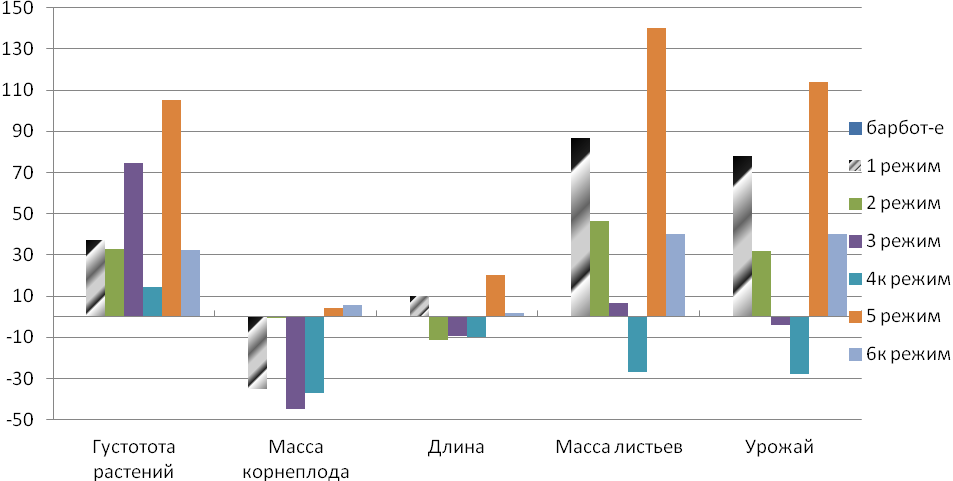 150
130
110
90
70
50
30
10
-10
-30
-50
Густотота
растений
Масса
корнеплода
Длина
Масса листьев
Урожай
барбот-е
1 режим
2 режим
3 режим
4к режим
5 режим
6к режим